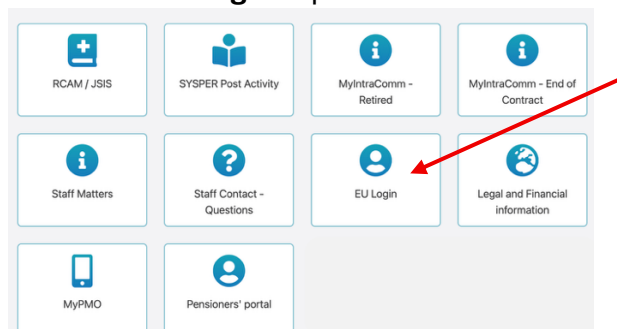 RCAM / JSIS
SYSPER Post Activity
MyIntraComm -
Retired
MyIntraComm - End of
Contract
Staff Matters
Staff Contact -
Questions
EU Login
Legal and Financial
information
MyPMO
Pensioners' portal